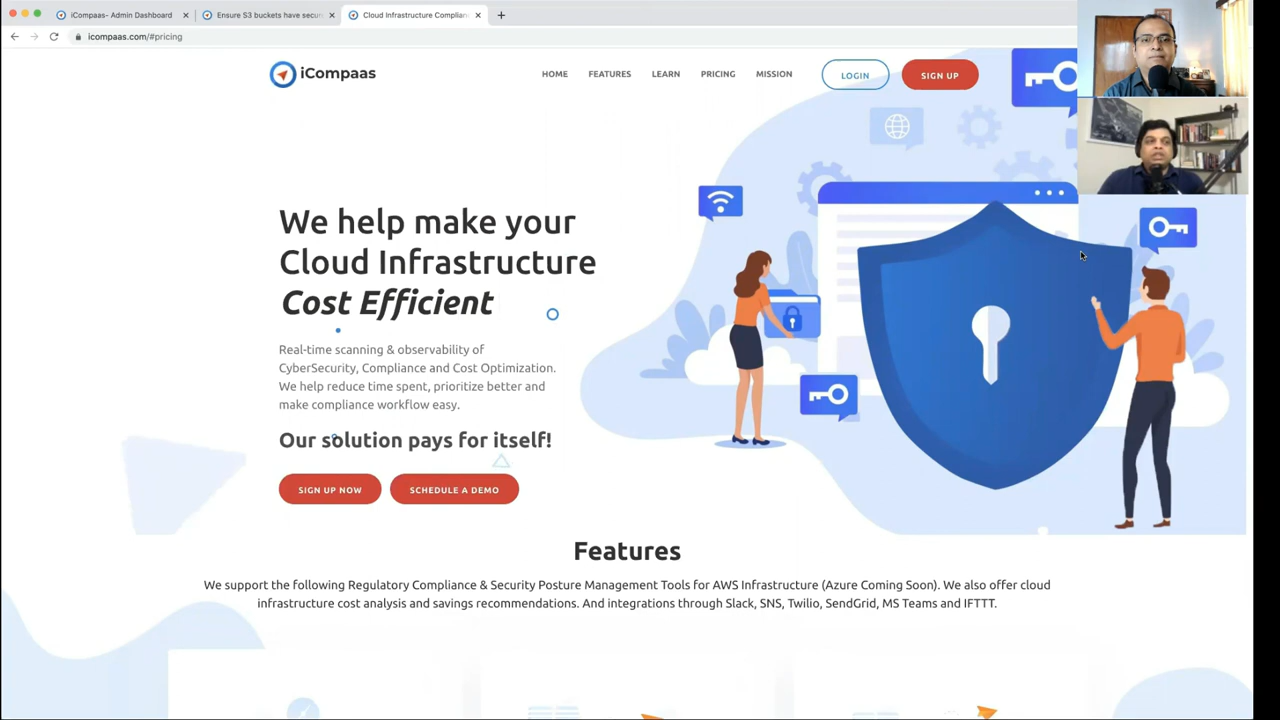 iCompaas- Admin Dashboard
Ensure S3 buckets have secur
Cloud Infrastructure Complianc
icompaas.com/#pricing
iCompaas
HOME
FEATURES
LEARN
PRICING
MISSION
LOGIN
SIGN UP
We help make your
Cloud Infrastructure
Cost Efficient
Real-time scanning & observability of
CyberSecurity, Compliance and Cost Optimization.
We help reduce time spent, prioritize better and
make compliance workflow easy.
Our solution pays for itself!
SIGN UP NOW
SCHEDULE A DEMO
Features
We support the following Regulatory Compliance & Security Posture Management Tools for AWS Infrastructure (Azure Coming Soon). We also offer cloud
infrastructure cost analysis and savings recommendations. And integrations through Slack, SNS, Twilio, SendGrid, MS Teams and IFTTT.